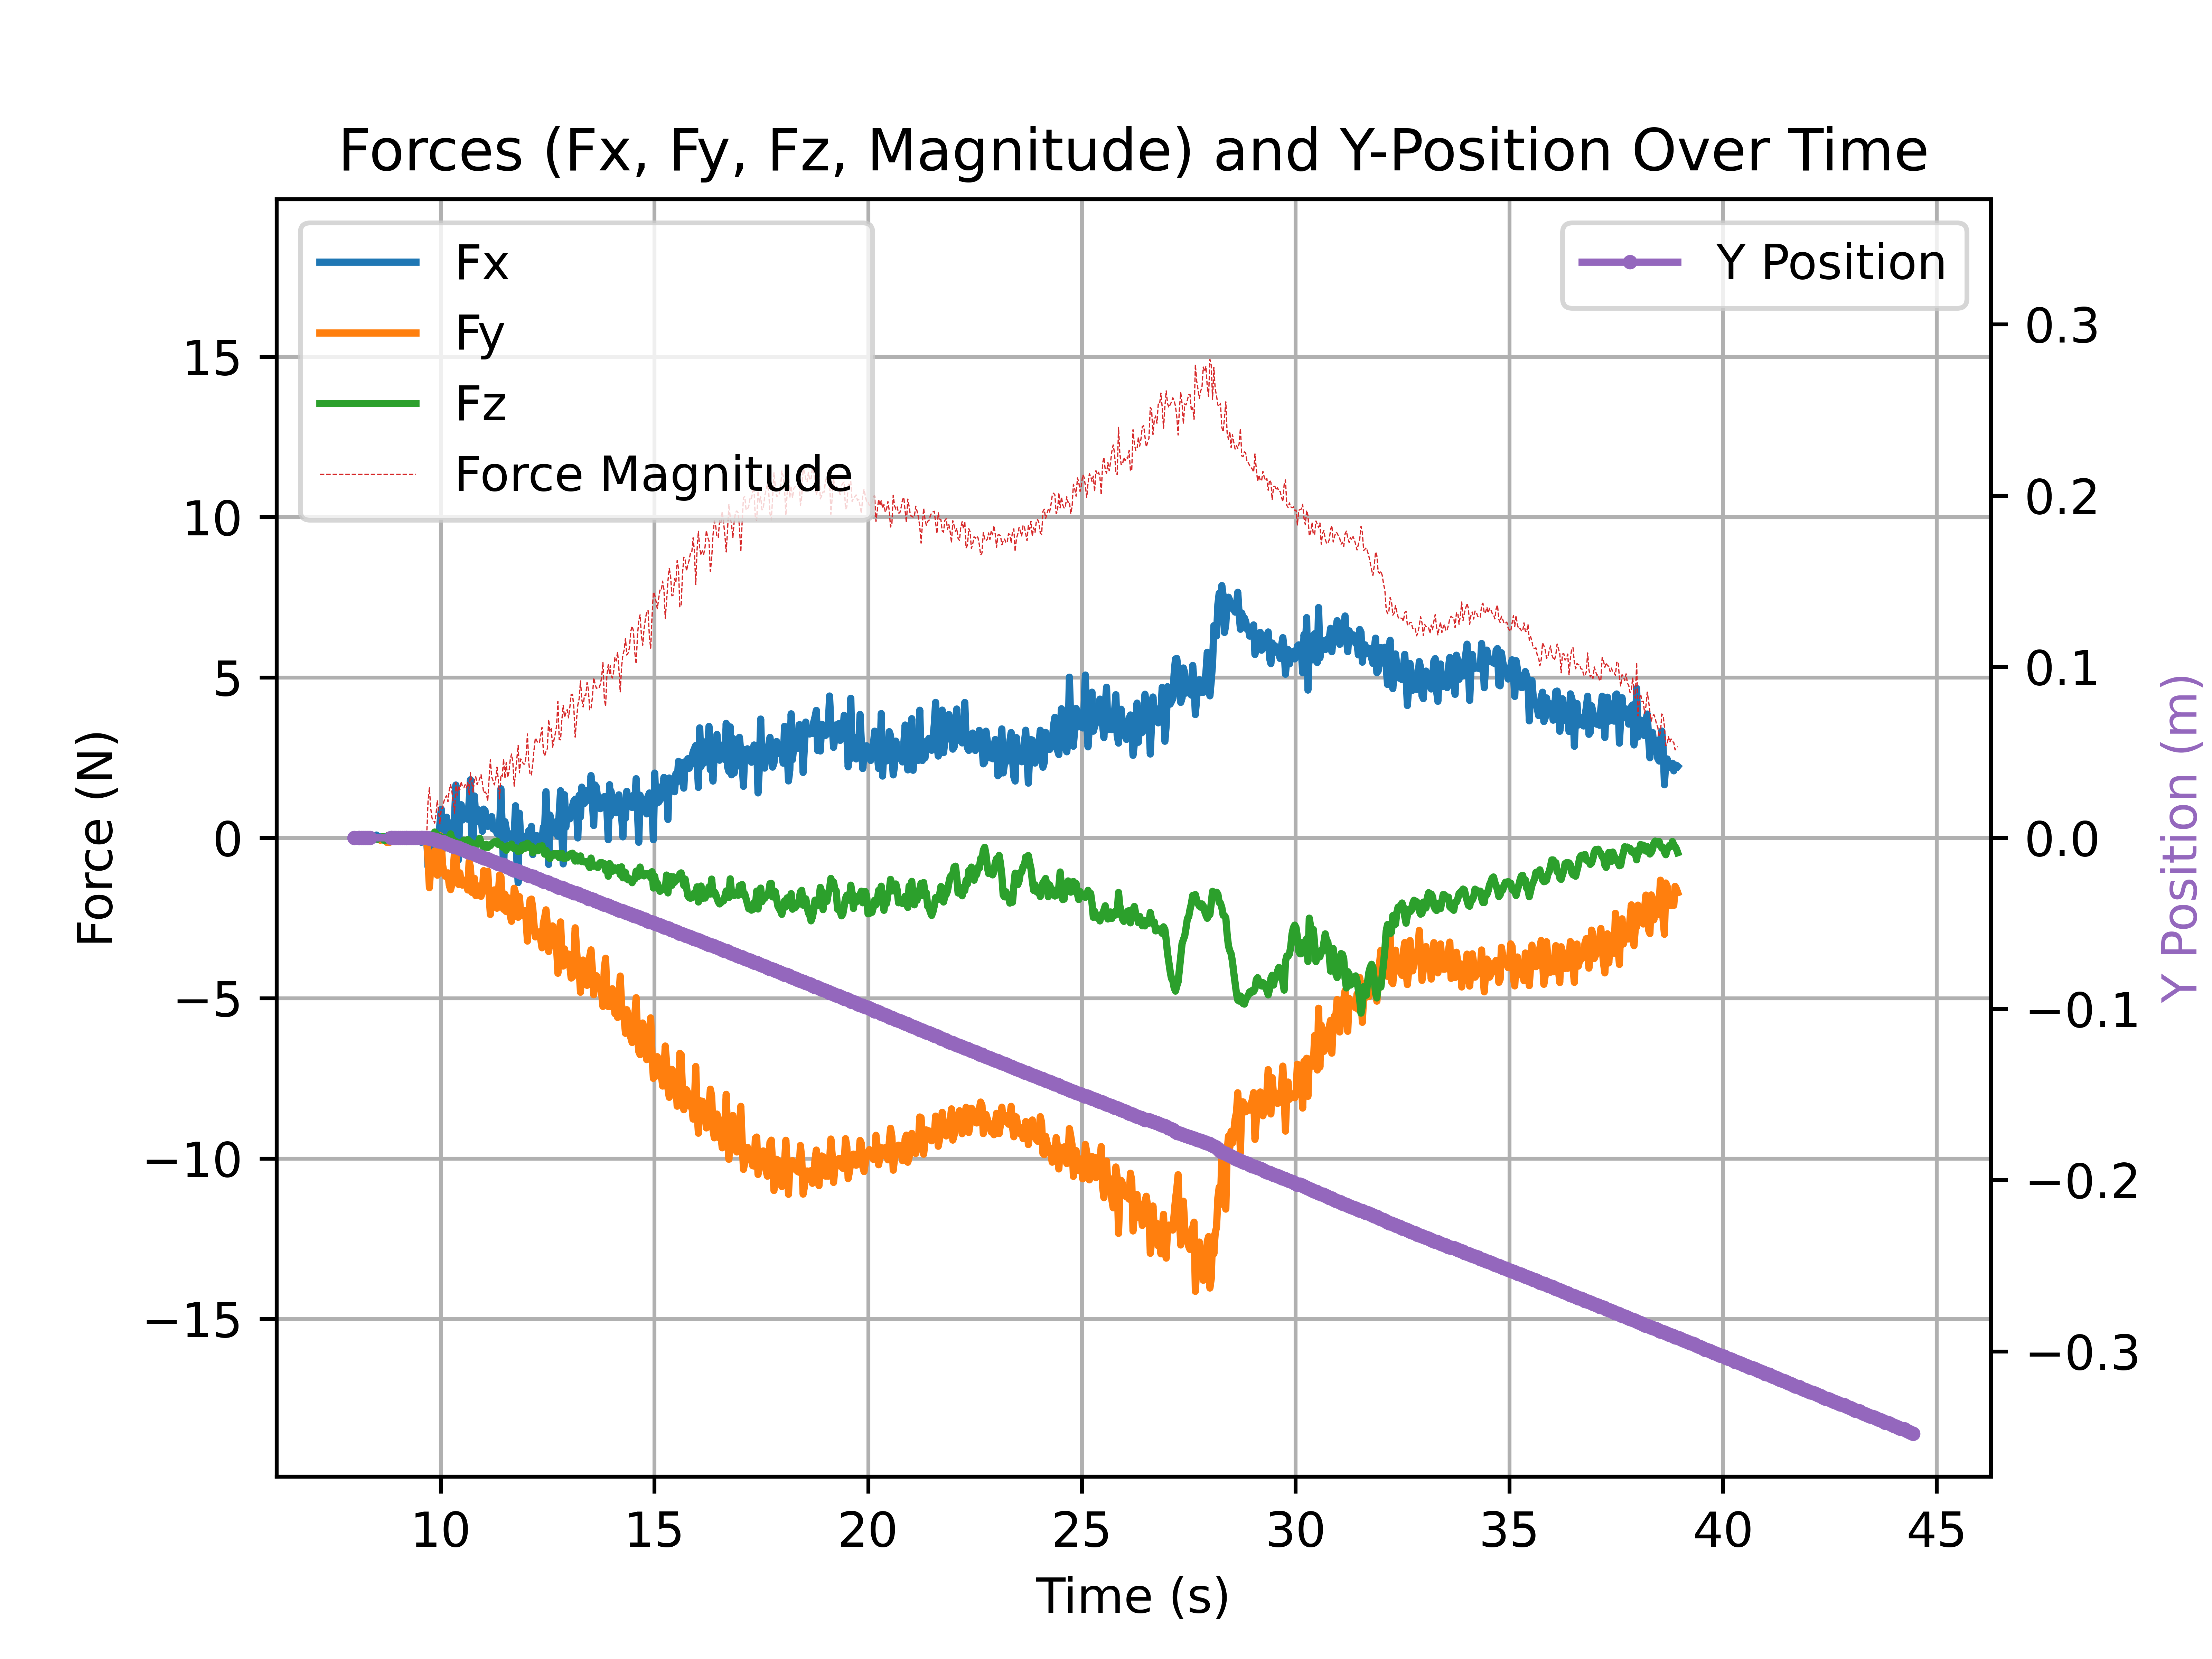 Forces (Fx, Fy, Fz, Magnitude) and Y-Position Over Time
Fx
Fy
Fz
Force Magnitude
Y Position
15
10
5
0
−5
−10
−15
Force (N)
0.3
0.2
0.1
0.0
−0.1
−0.2
−0.3
Y Position (m)
10 15 20 25 30 35 40 45
Time (s)